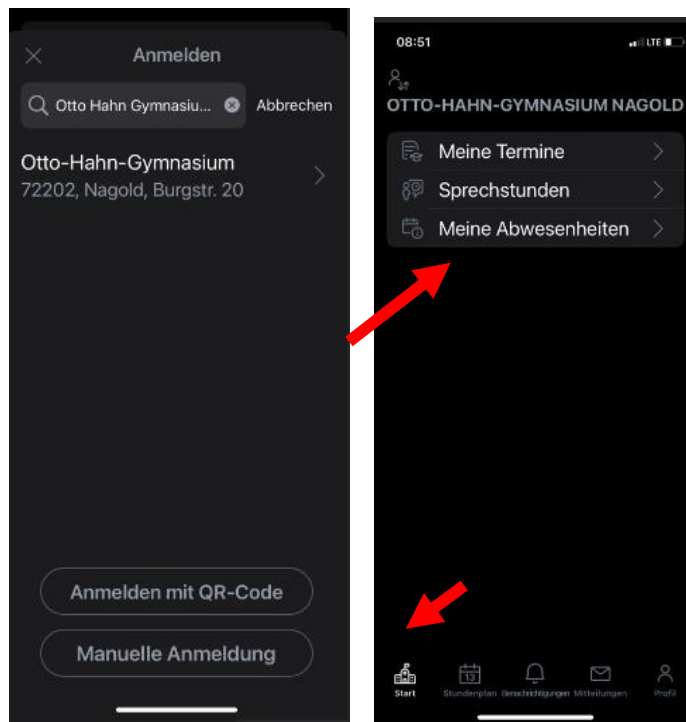 Anmelden
Otto Hahn Gymnasiu...
Abbrechen
Otto-Hahn-Gymnasium
72202, Nagold, Burgstr. 20
Anmelden mit QR-Code
Manuelle Anmeldung
08:51
LTE
OTTO-HAHN-GYMNASIUM NAGOLD
Meine Termine
Sprechstunden
Meine Abwesenheiten
13
Start Stundenplan Benachrichtigungen Mitteilungen Profil